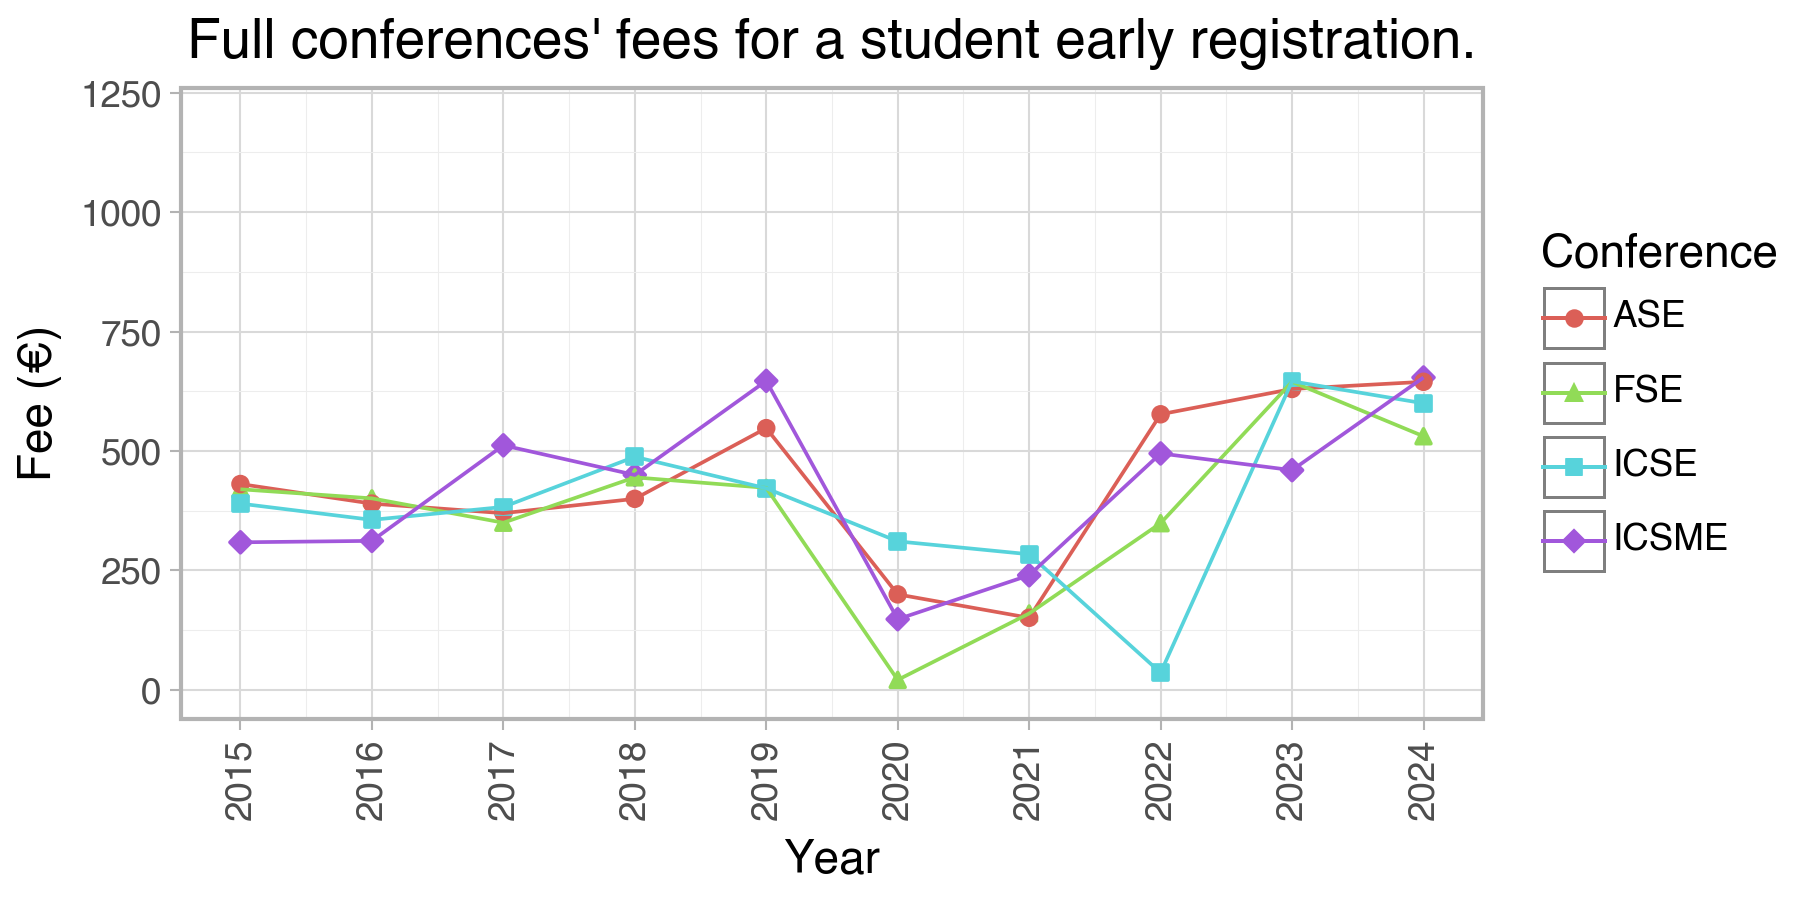 Full conferences' fees for a student early registration.
1250
1000
750
500
250
0
Fee (€)
2015
2016
2017
2018
2019
2020
2021
2022
2023
2024
Year
Conference
ASE
FSE
ICSE
ICSME